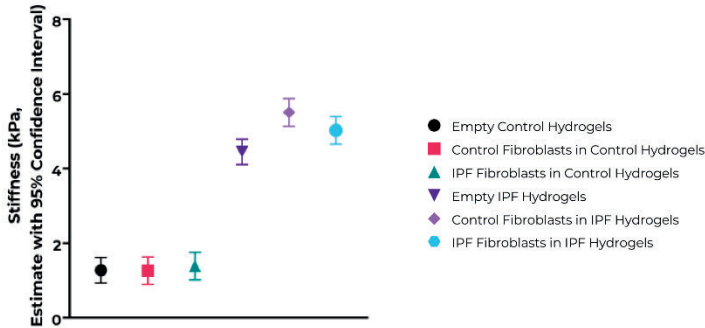 Stiffness (kPa,
Estimate with 95% Confidence Interval)
8
6
4
2
0
Empty Control Hydrogels
Control Fibroblasts in Control Hydrogels
IPF Fibroblasts in Control Hydrogels
Empty IPF Hydrogels
Control Fibroblasts in IPF Hydrogels
IPF Fibroblasts in IPF Hydrogels